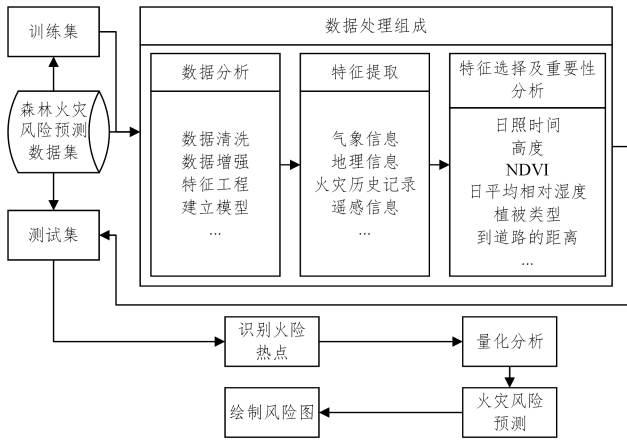 训练集
森林火灾
风险预测
数据集
测试集
数据处理组成
数据分析
数据清洗
数据增强
特征工程
建立模型
...
特征提取
气象信息
地理信息
火灾历史记录
遥感信息
...
特征选择及重要性
分析
日照时间
高度
NDVI
日平均相对湿度
植被类型
到道路的距离
...
识别火险
热点
量化分析
火灾风险
预测
绘制风险图